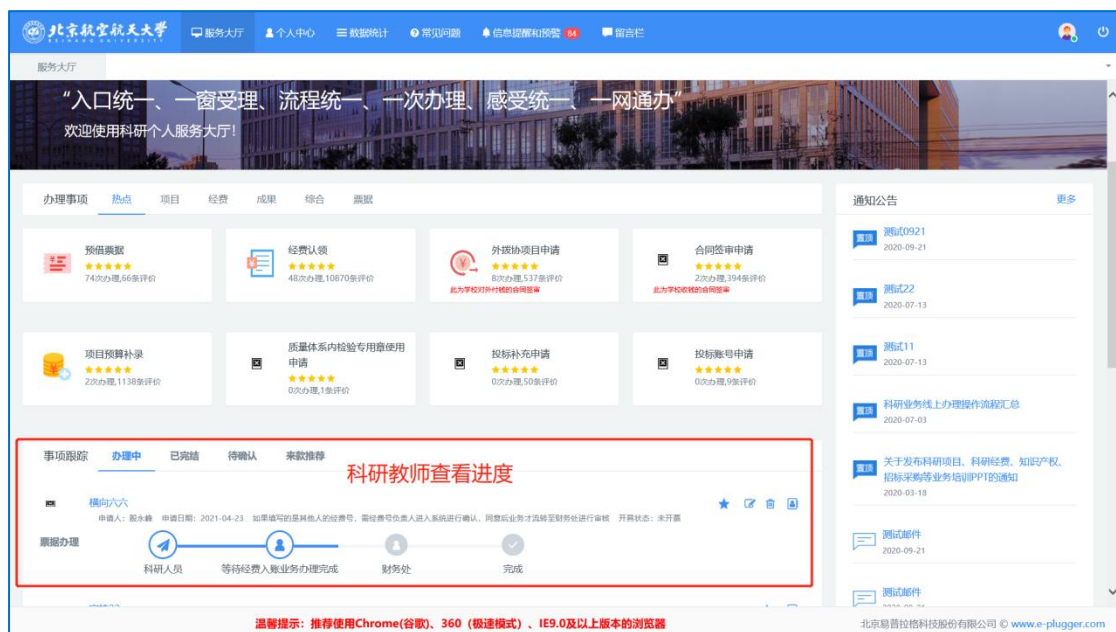 北京航空航天大学
BEIHANG UNIVERSITY
服务大厅 个人中心 数据统计 常见问题 信息提醒和预警 84 留言栏
服务大厅
“入口统一、一窗受理、流程统一、一次办理、感受统一、一网通办”
欢迎使用科研个人服务大厅!
办理事项 热点 项目 经费 成果 综合 票据
预借票据
74次办理,66条评价
经费认领
48次办理,10870条评价
外拨协项目申请
8次办理,537条评价
此为学校对外付钱的合同签审
合同签审申请
2次办理,394条评价
此为学校收钱的合同签审
项目预算补录
2次办理,1138条评价
质量体系内检验专用章使用
申请
0次办理,1条评价
投标补充申请
0次办理,50条评价
投标账号申请
0次办理,9条评价
事项跟踪 办理中 已完结 待确认 来款推荐
科研教师查看进度
横向六六
申请人:殷永峰 申请日期:2021-04-23 如果填写的是其他人的经费号,需经费号负责人进入系统进行确认,同意后业务才流转至财务处进行审核 开票状态:未开票
票据办理
科研人员 等待经费入账业务办理完成 财务处 完成
通知公告 更多
置顶 测试0921
2020-09-21
置顶 测试22
2020-07-13
置顶 测试11
2020-07-13
置顶 科研业务线上办理操作流程汇总
2020-07-03
置顶 关于发布科研项目、科研经费、知识产权、
招标采购等业务培训PPT的通知
2020-03-18
测试邮件
2020-09-21
测试邮件
温馨提示:推荐使用Chrome(谷歌)、360(极速模式)、IE9.0及以上版本的浏览器
北京易普拉格科技股份有限公司 © www.e-plugger.com